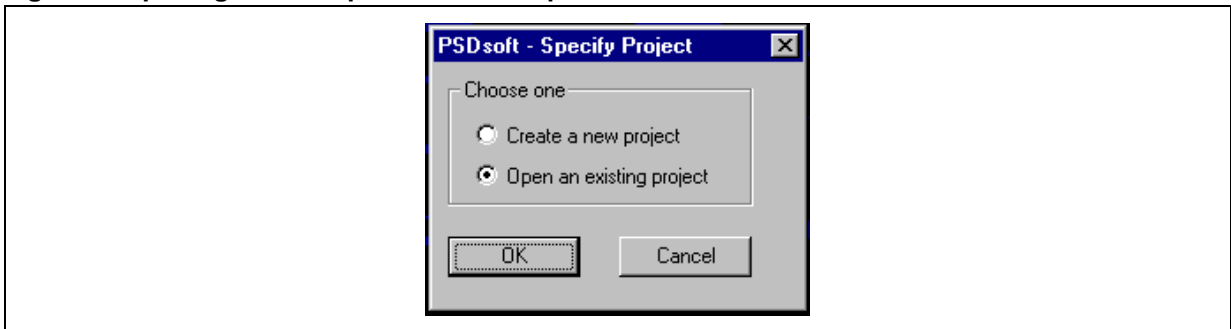 PSDsoft - Specify Project
Choose one
Create a new project
Open an existing project
OK Cancel